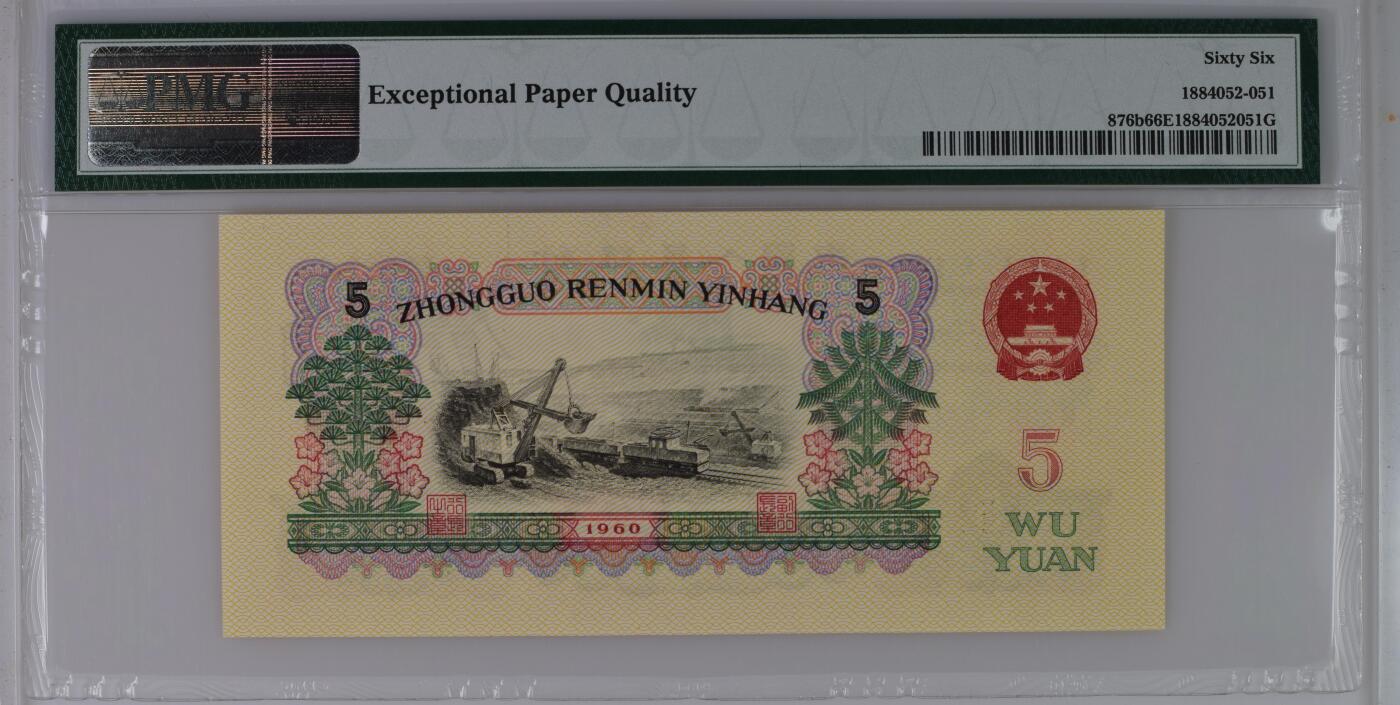 PMG
Exceptional Paper Quality
Sixty Six
1884052-051
876b66E1884052051G
5 ZHONGGUO RENMIN YINHANG 5
1960
5
WU
YUAN